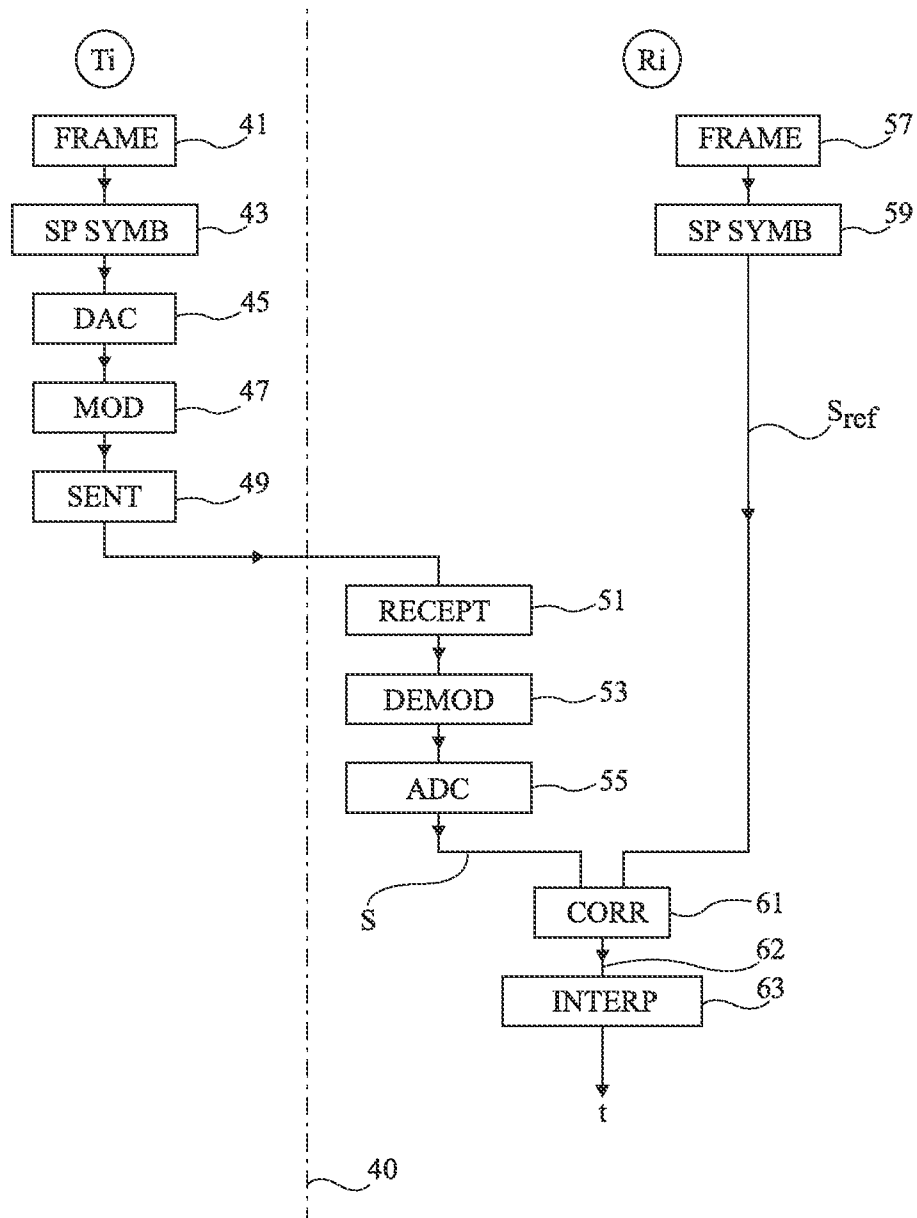 Ti
Ri
FRAME 41
FRAME 57
SP SYMB 43
SP SYMB 59
DAC 45
MOD 47
Sref
SENT 49
RECEPT 51
DEMOD 53
ADC 55
S
CORR 61
62
INTERP 63
t
40